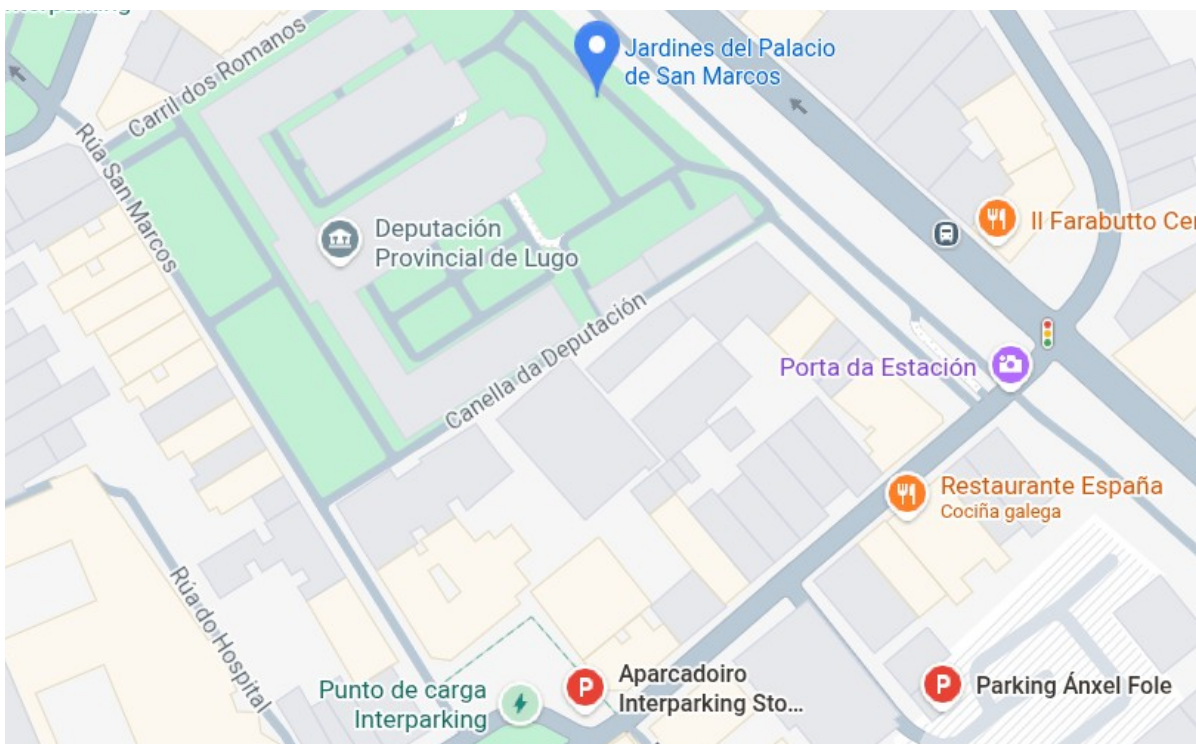 Interparking
Carril dos Romanos
Jardines del Palacio
de San Marcos
Rúa San Marcos
Il Farabutto Cer
Deputación
Provincial de Lugo
Canella da Deputación
Porta da Estación
Restaurante España
Cociña galega
Rúa do Hospital
Aparcadoiro
Interparking Sto...
Parking Ánxel Fole
Punto de carga
Interparking
P
P